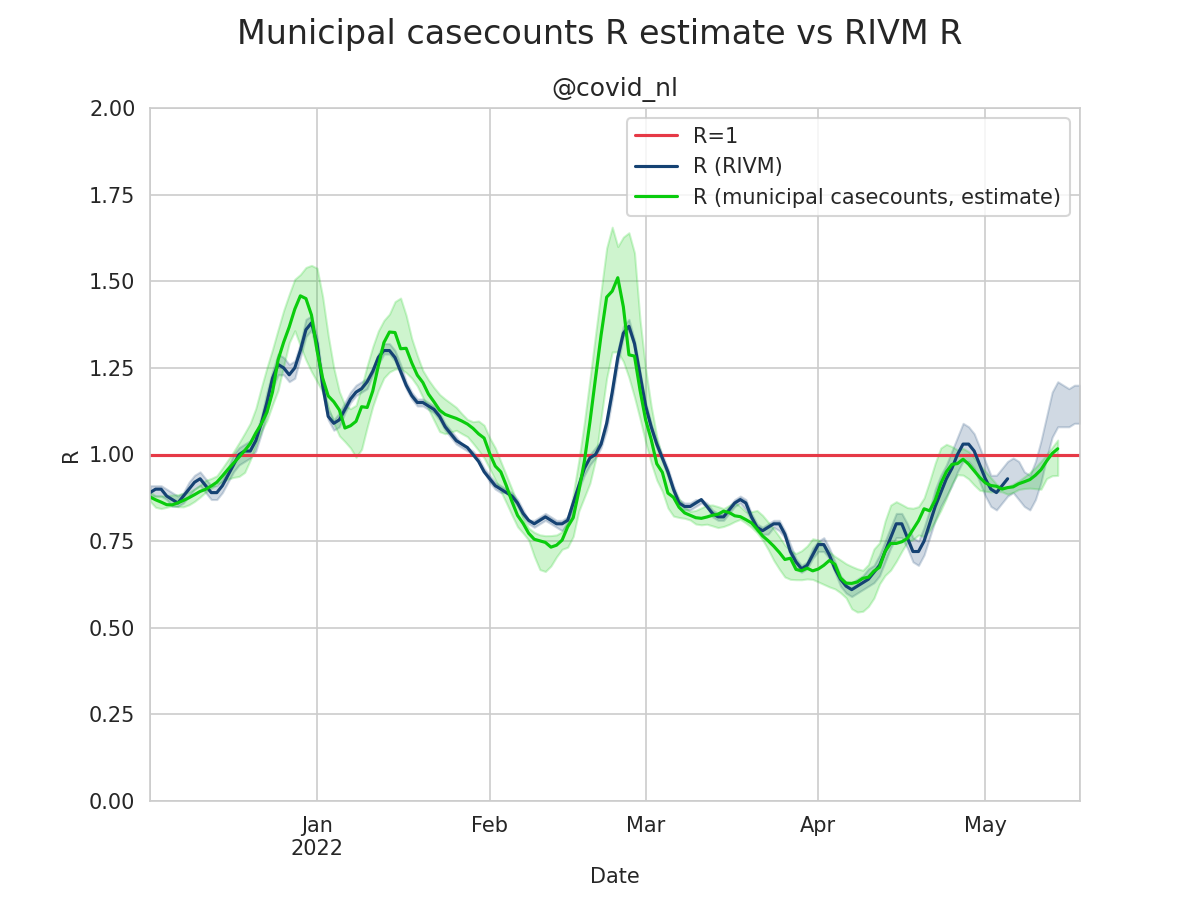 Municipal casecounts R estimate vs RIVM R
@covid_nl
2.00
1.75
1.50
1.25
1.00
0.75
0.50
0.25
0.00
R
R=1
R (RIVM)
R (municipal casecounts, estimate)
Jan
2022
Feb
Mar
Apr
May
Date